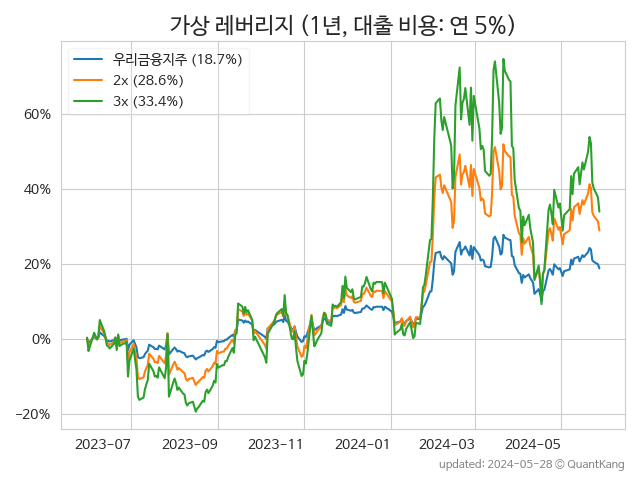 가상 레버리지 (1년, 대출 비용: 연 5%)
우리금융지주 (18.7%)
2x (28.6%)
3x (33.4%)
60%
40%
20%
0%
−20%
2023-07 2023-09 2023-11 2024-01 2024-03 2024-05
updated: 2024-05-28 © QuantKang